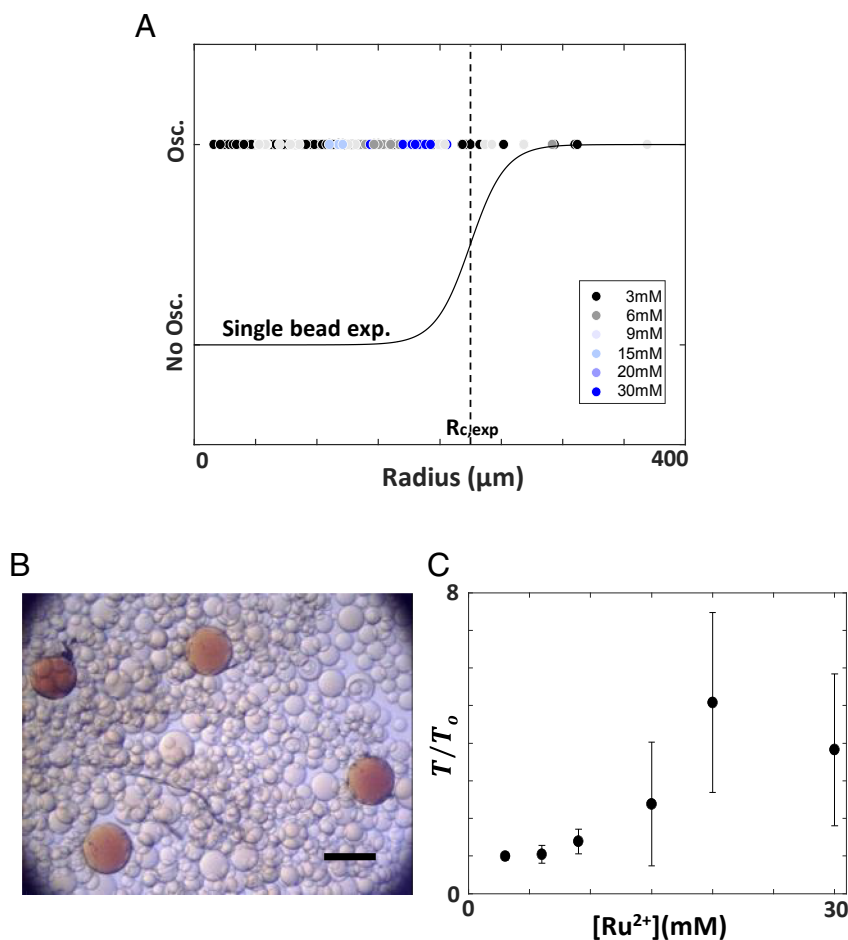 A
Osc.
No Osc.
Single bead exp.
3mM
6mM
9mM
15mM
20mM
30mM
Rc,exp
0
400
Radius (µm)
B
C
8
T/To
0
0
30
[Ru²⁺](mM)